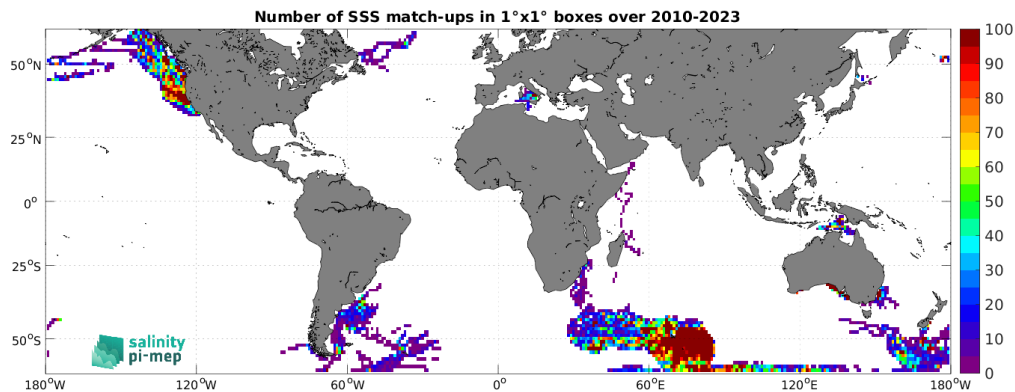 Number of SSS match-ups in 1°x1° boxes over 2010-2023
50°N
25°N
0°
25°S
50°S
180°W
120°W
60°W
0°
60°E
120°E
180°W
100
90
80
70
60
50
40
30
20
10
0
salinity
pi-mep